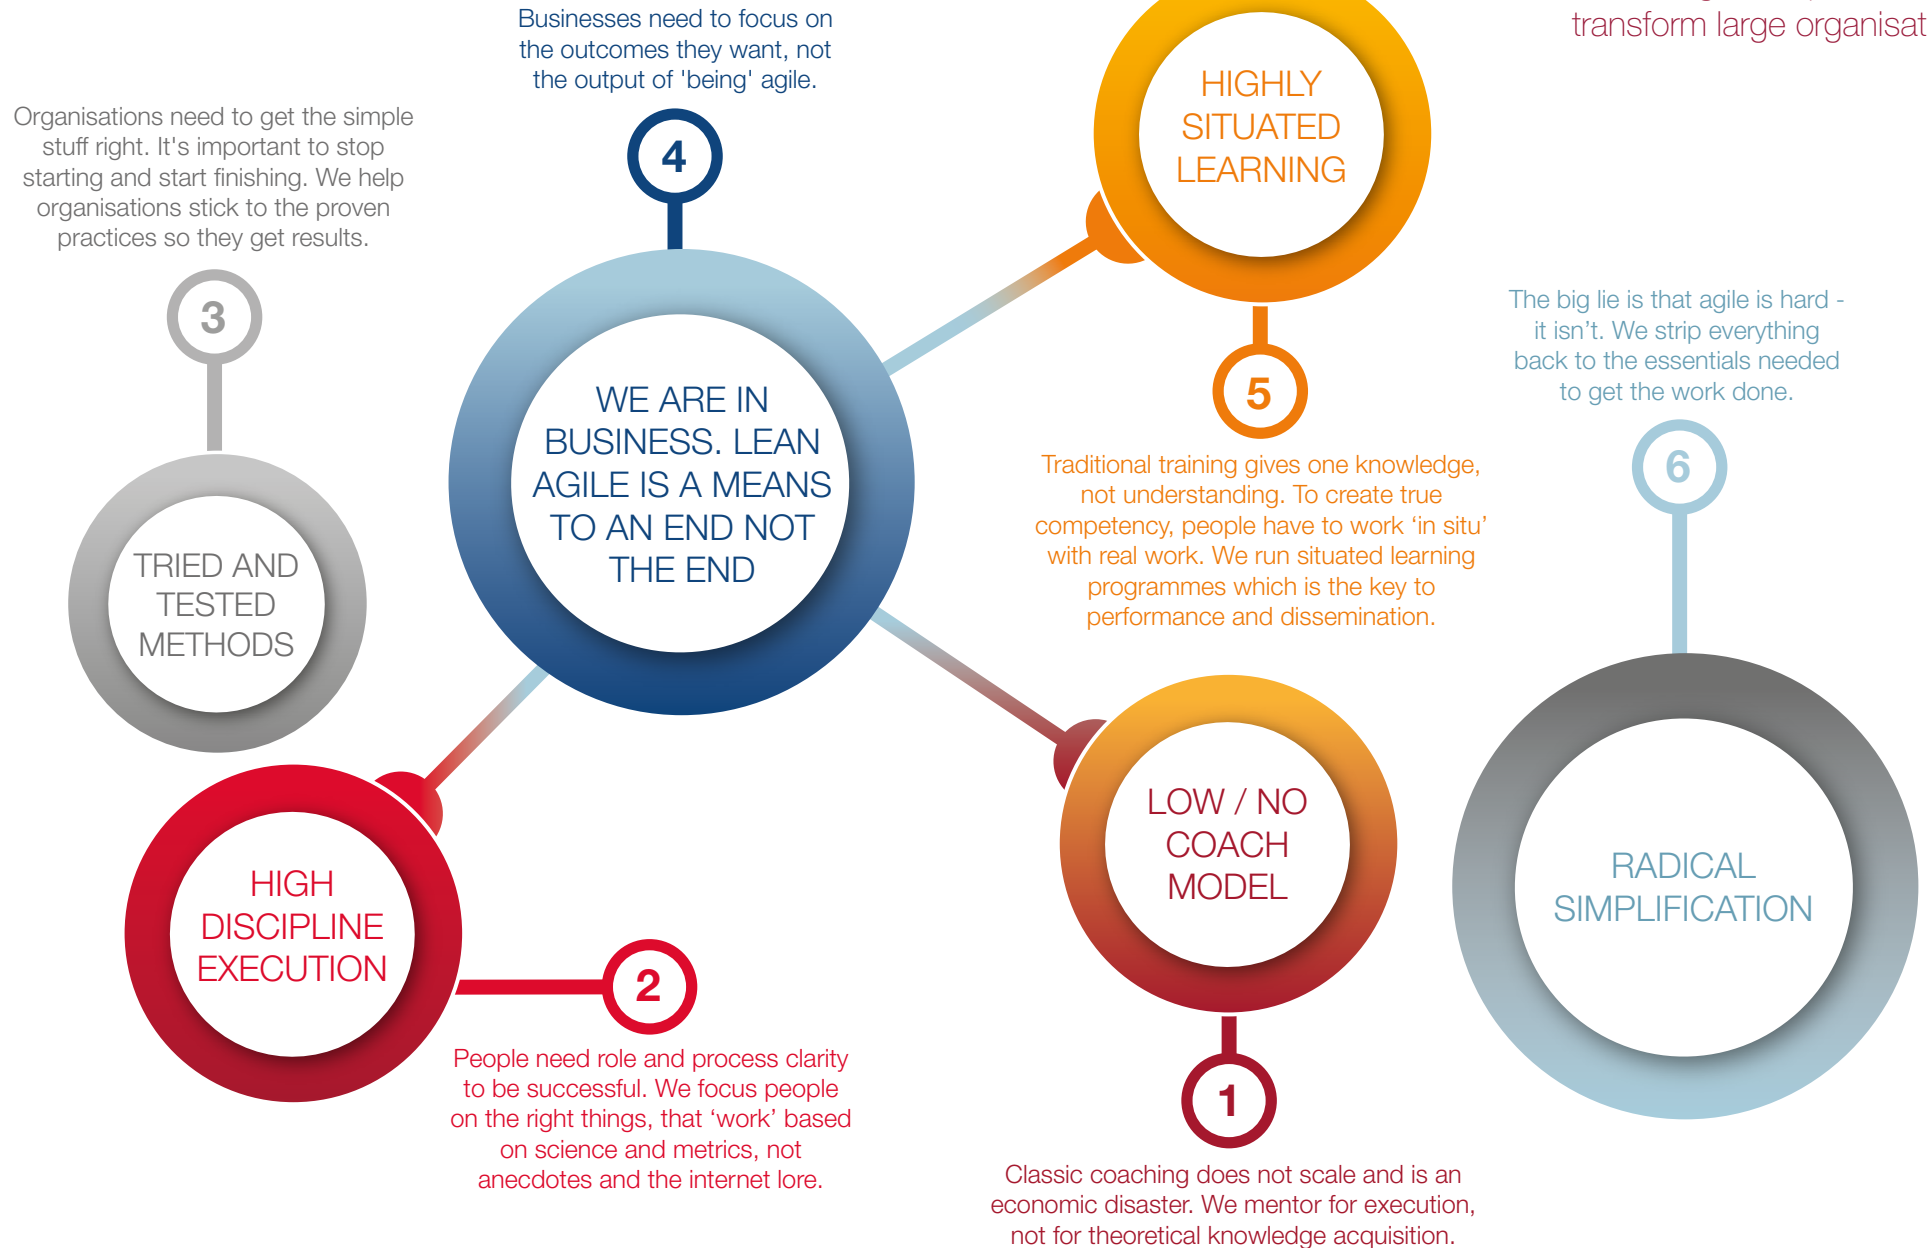 transform large organisat
Businesses need to focus on
the outcomes they want, not
the output of 'being' agile.
4
WE ARE IN
BUSINESS. LEAN
AGILE IS A MEANS
TO AN END NOT
THE END
Organisations need to get the simple
stuff right. It's important to stop
starting and start finishing. We help
organisations stick to the proven
practices so they get results.
3
TRIED AND
TESTED
METHODS
HIGHLY
SITUATED
LEARNING
5
Traditional training gives one knowledge,
not understanding. To create true
competency, people have to work ‘in situ’
with real work. We run situated learning
programmes which is the key to
performance and dissemination.
The big lie is that agile is hard -
it isn’t. We strip everything
back to the essentials needed
to get the work done.
6
RADICAL
SIMPLIFICATION
HIGH
DISCIPLINE
EXECUTION
2
People need role and process clarity
to be successful. We focus people
on the right things, that ‘work’ based
on science and metrics, not
anecdotes and the internet lore.
LOW / NO
COACH
MODEL
1
Classic coaching does not scale and is an
economic disaster. We mentor for execution,
not for theoretical knowledge acquisition.